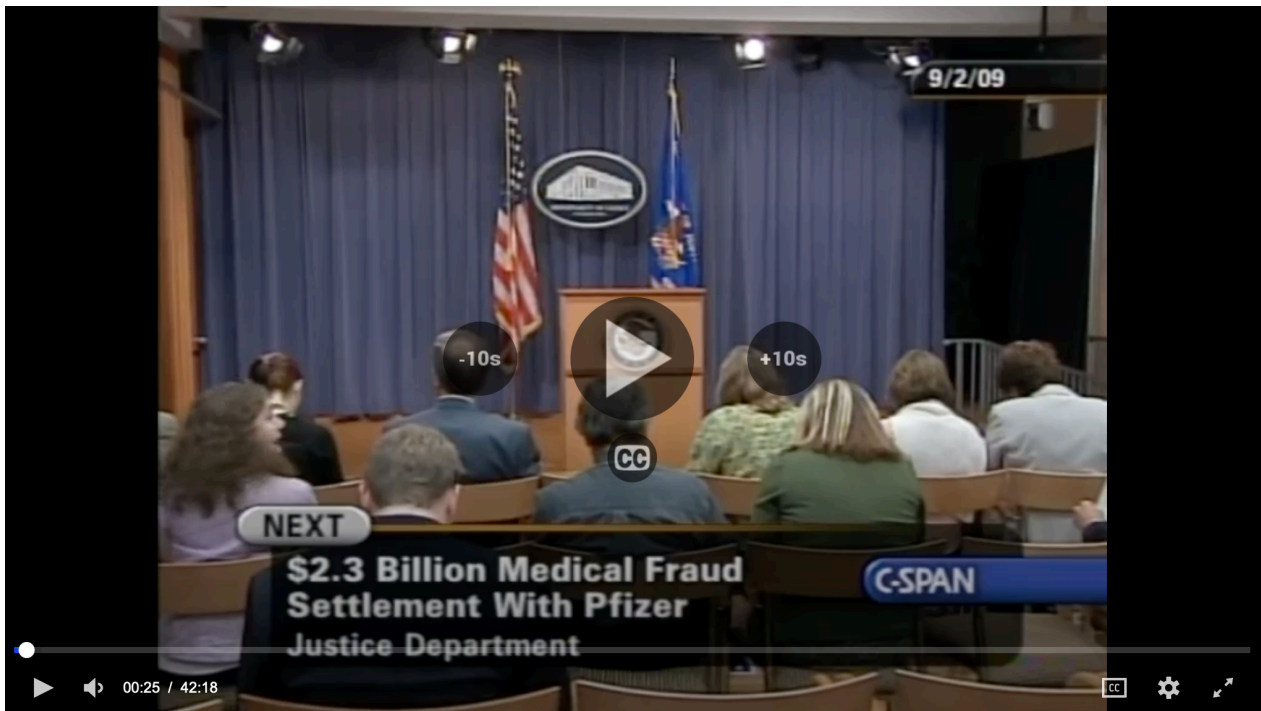 9/2/09
-10s
+10s
CC
NEXT
$2.3 Billion Medical Fraud
Settlement With Pfizer
C-SPAN
Justice Department
00:25 / 42:18
CC